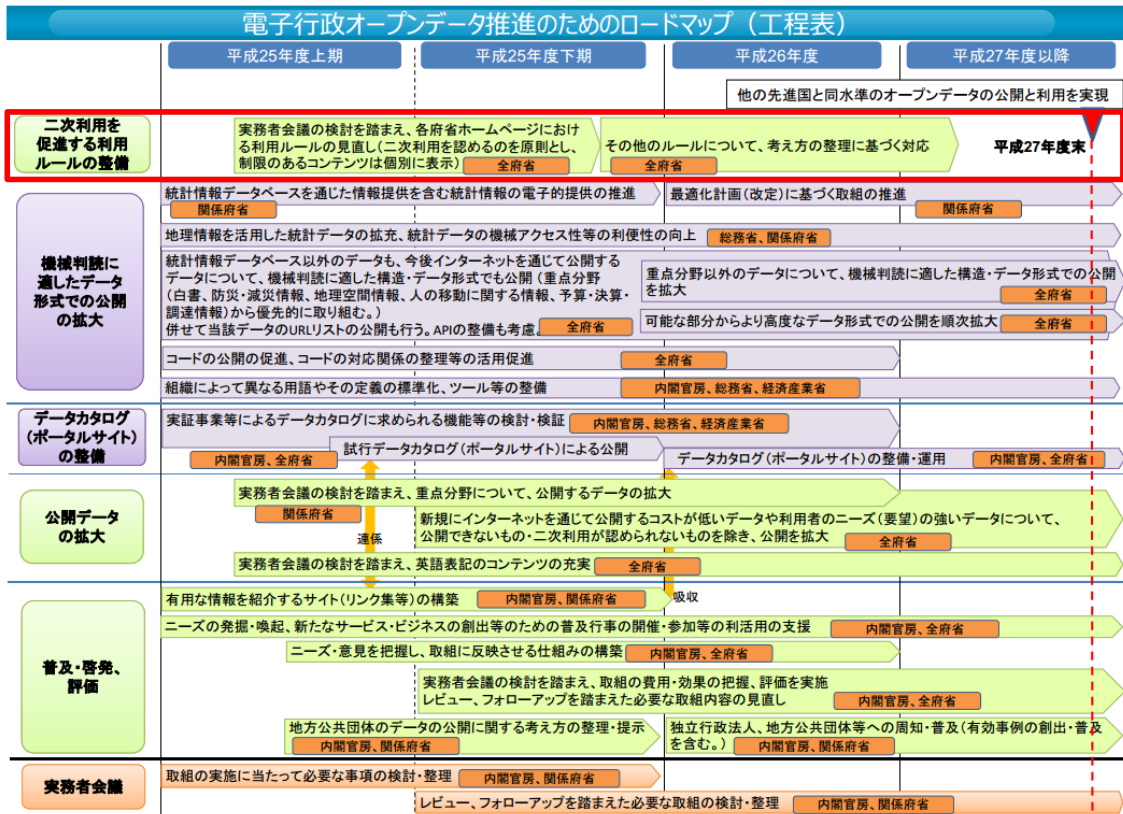 電子行政オープンデータ推進のためのロードマップ（工程表）
平成25年度上期
平成25年度下期
平成26年度
平成27年度以降
他の先進国と同水準のオープンデータの公開と利用を実現
二次利用を
促進する利用
ルールの整備
実務者会議の検討を踏まえ、各府省ホームページにおけ
る利用ルールの見直し（二次利用を認めるのを原則とし、
制限のあるコンテンツは個別に表示）
全府省
その他のルールについて、考え方の整理に基づく対応
全府省
平成27年度末
機械判読に
適したデータ
形式での公開
の拡大
統計情報データベースを通じた情報提供を含む統計情報の電子的提供の推進
関係府省
最適化計画（改定）に基づく取組の推進
関係府省
地理情報を活用した統計データの拡充、統計データの機械アクセス性等の利便性の向上
総務省、関係府省
統計情報データベース以外のデータも、今後インターネットを通じて公開する
データについて、機械判読に適した構造・データ形式でも公開（重点分野
（白書、防災・減災情報、地理空間情報、人の移動に関する情報、予算・決算・
調達情報）から優先的に取り組む。）
併せて当該データのURLリストの公開も行う。APIの整備も考慮。
全府省
重点分野以外のデータについて、機械判読に適した構造・データ形式での公開
を拡大
全府省
可能な部分からより高度なデータ形式での公開を順次拡大
全府省
コードの公開の促進、コードの対応関係の整理等の活用促進
全府省
組織によって異なる用語やその定義の標準化、ツール等の整備
内閣官房、総務省、経済産業省
データカタログ
（ポータルサイト）
の整備
実証事業等によるデータカタログに求められる機能等の検討・検証
内閣官房、総務省、経済産業省
試行データカタログ（ポータルサイト）による公開
内閣官房、全府省
データカタログ（ポータルサイト）の整備・運用
内閣官房、全府省
公開データ
の拡大
実務者会議の検討を踏まえ、重点分野について、公開するデータの拡大
関係府省
連係
新規にインターネットを通じて公開するコストが低いデータや利用者のニーズ（要望）の強いデータについて、
公開できないもの・二次利用が認められないものを除き、公開を拡大
全府省
実務者会議の検討を踏まえ、英語表記のコンテンツの充実
全府省
普及・啓発、
評価
有用な情報を紹介するサイト（リンク集等）の構築
内閣官房、関係府省
吸収
ニーズの発掘・喚起、新たなサービス・ビジネスの創出等のための普及行事の開催・参加等の利活用の支援
内閣官房、全府省
ニーズ・意見を把握し、取組に反映させる仕組みの構築
内閣官房、全府省
実務者会議の検討を踏まえ、取組の費用・効果の把握、評価を実施
レビュー、フォローアップを踏まえた必要な取組内容の見直し
内閣官房、全府省
地方公共団体のデータの公開に関する考え方の整理・提示
内閣官房、関係府省
独立行政法人、地方公共団体等への周知・普及（有効事例の創出・普及
を含む。）
内閣官房、関係府省
実務者会議
取組の実施に当たって必要な事項の検討・整理
内閣官房、関係府省
レビュー、フォローアップを踏まえた必要な取組の検討・整理
内閣官房、関係府省